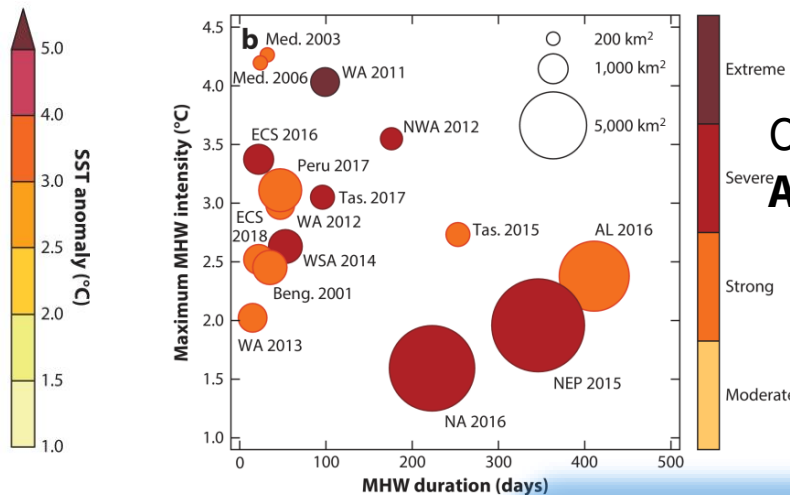 5.0
4.0
3.0
2.5
2.0
1.5
1.0
SST anomaly (°C)
b
4.5
4.0
3.5
3.0
2.5
2.0
1.5
1.0
Maximum MHW intensity (°C)
0
100
200
300
400
500
MHW duration (days)
Med. 2003
Med. 2006
WA 2011
NWA 2012
ECS 2016
Peru 2017
Tas. 2017
ECS
2018
WA 2012
WSA 2014
Beng. 2001
WA 2013
Tas. 2015
AL 2016
NEP 2015
NA 2016
200 km²
1,000 km²
5,000 km²
Extreme
Severe
Strong
Moderate